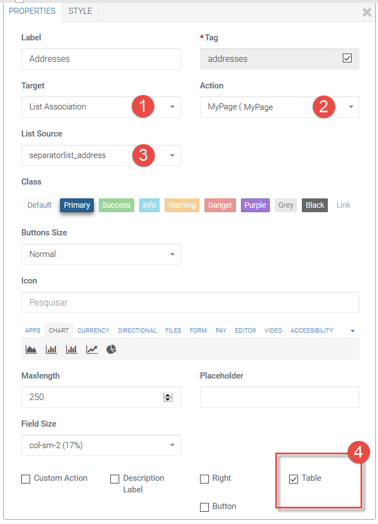 PROPERTIES STYLE
Label *Tag
Addresses addresses
Target Action
List Association 1 MyPage ( MyPage 2
List Source
separatorlist_address 3
Class
Default Primary Success Info Warning Danger Purple Grey Black Link
Buttons Size
Normal
Icon
Pesquisar
APPS CHART CURRENCY DIRECTIONAL FILES FORM PAY EDITOR VIDEO ACCESSIBILITY
Maxlength Placeholder
250
Field Size
col-sm-2 (17%)
4
Custom Action Description Label Right Table
Button